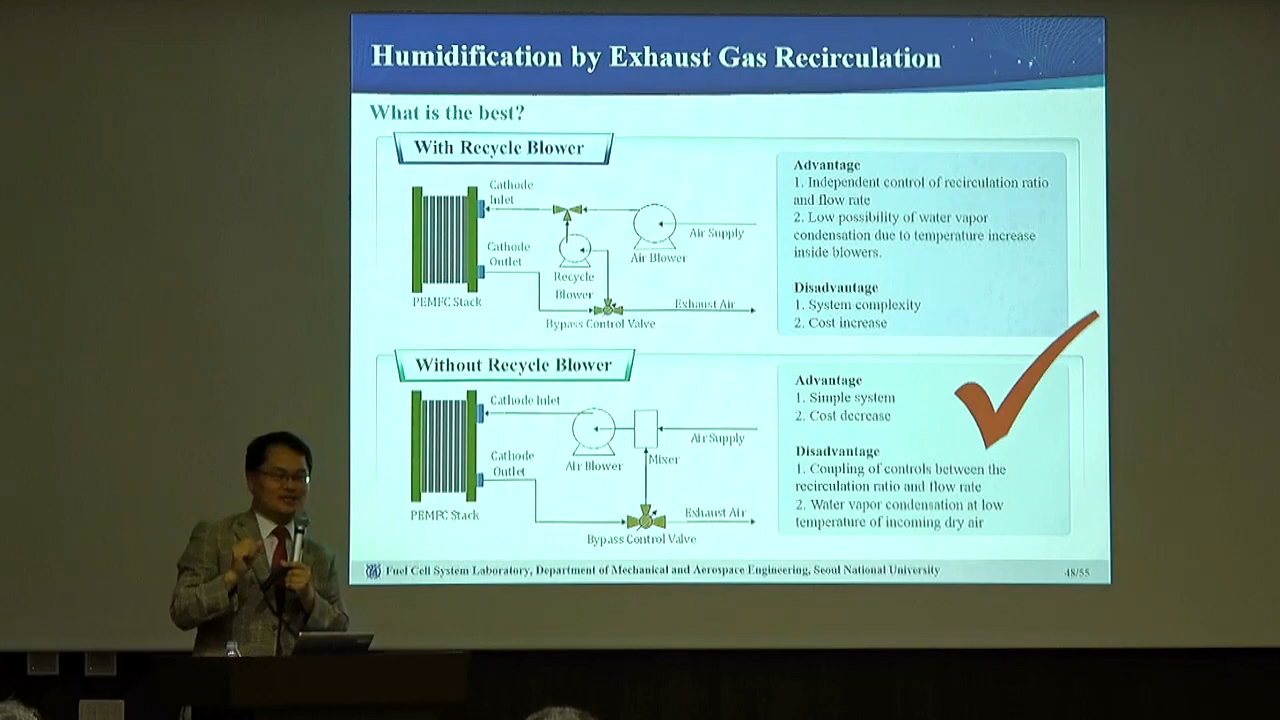 Humidification by Exhaust Gas Recirculation
What is the best?
With Recycle Blower
Cathode
Inlet
Air Supply
Air Blower
Cathode
Outlet
Recycle
Blower
PEMFC Stack
Exhaust Air
Bypass Control Valve
Advantage
1. Independent control of recirculation ratio
and flow rate
2. Low possibility of water vapor
condensation due to temperature increase
inside blowers.
Disadvantage
1. System complexity
2. Cost increase
Without Recycle Blower
Cathode Inlet
Air Supply
Air Blower
Mixer
Cathode
Outlet
PEMFC Stack
Exhaust Air
Bypass Control Valve
Advantage
1. Simple system
2. Cost decrease
Disadvantage
1. Coupling of controls between the
recirculation ratio and flow rate
2. Water vapor condensation at low
temperature of incoming dry air
Fuel Cell System Laboratory, Department of Mechanical and Aerospace Engineering, Seoul National University
48/55